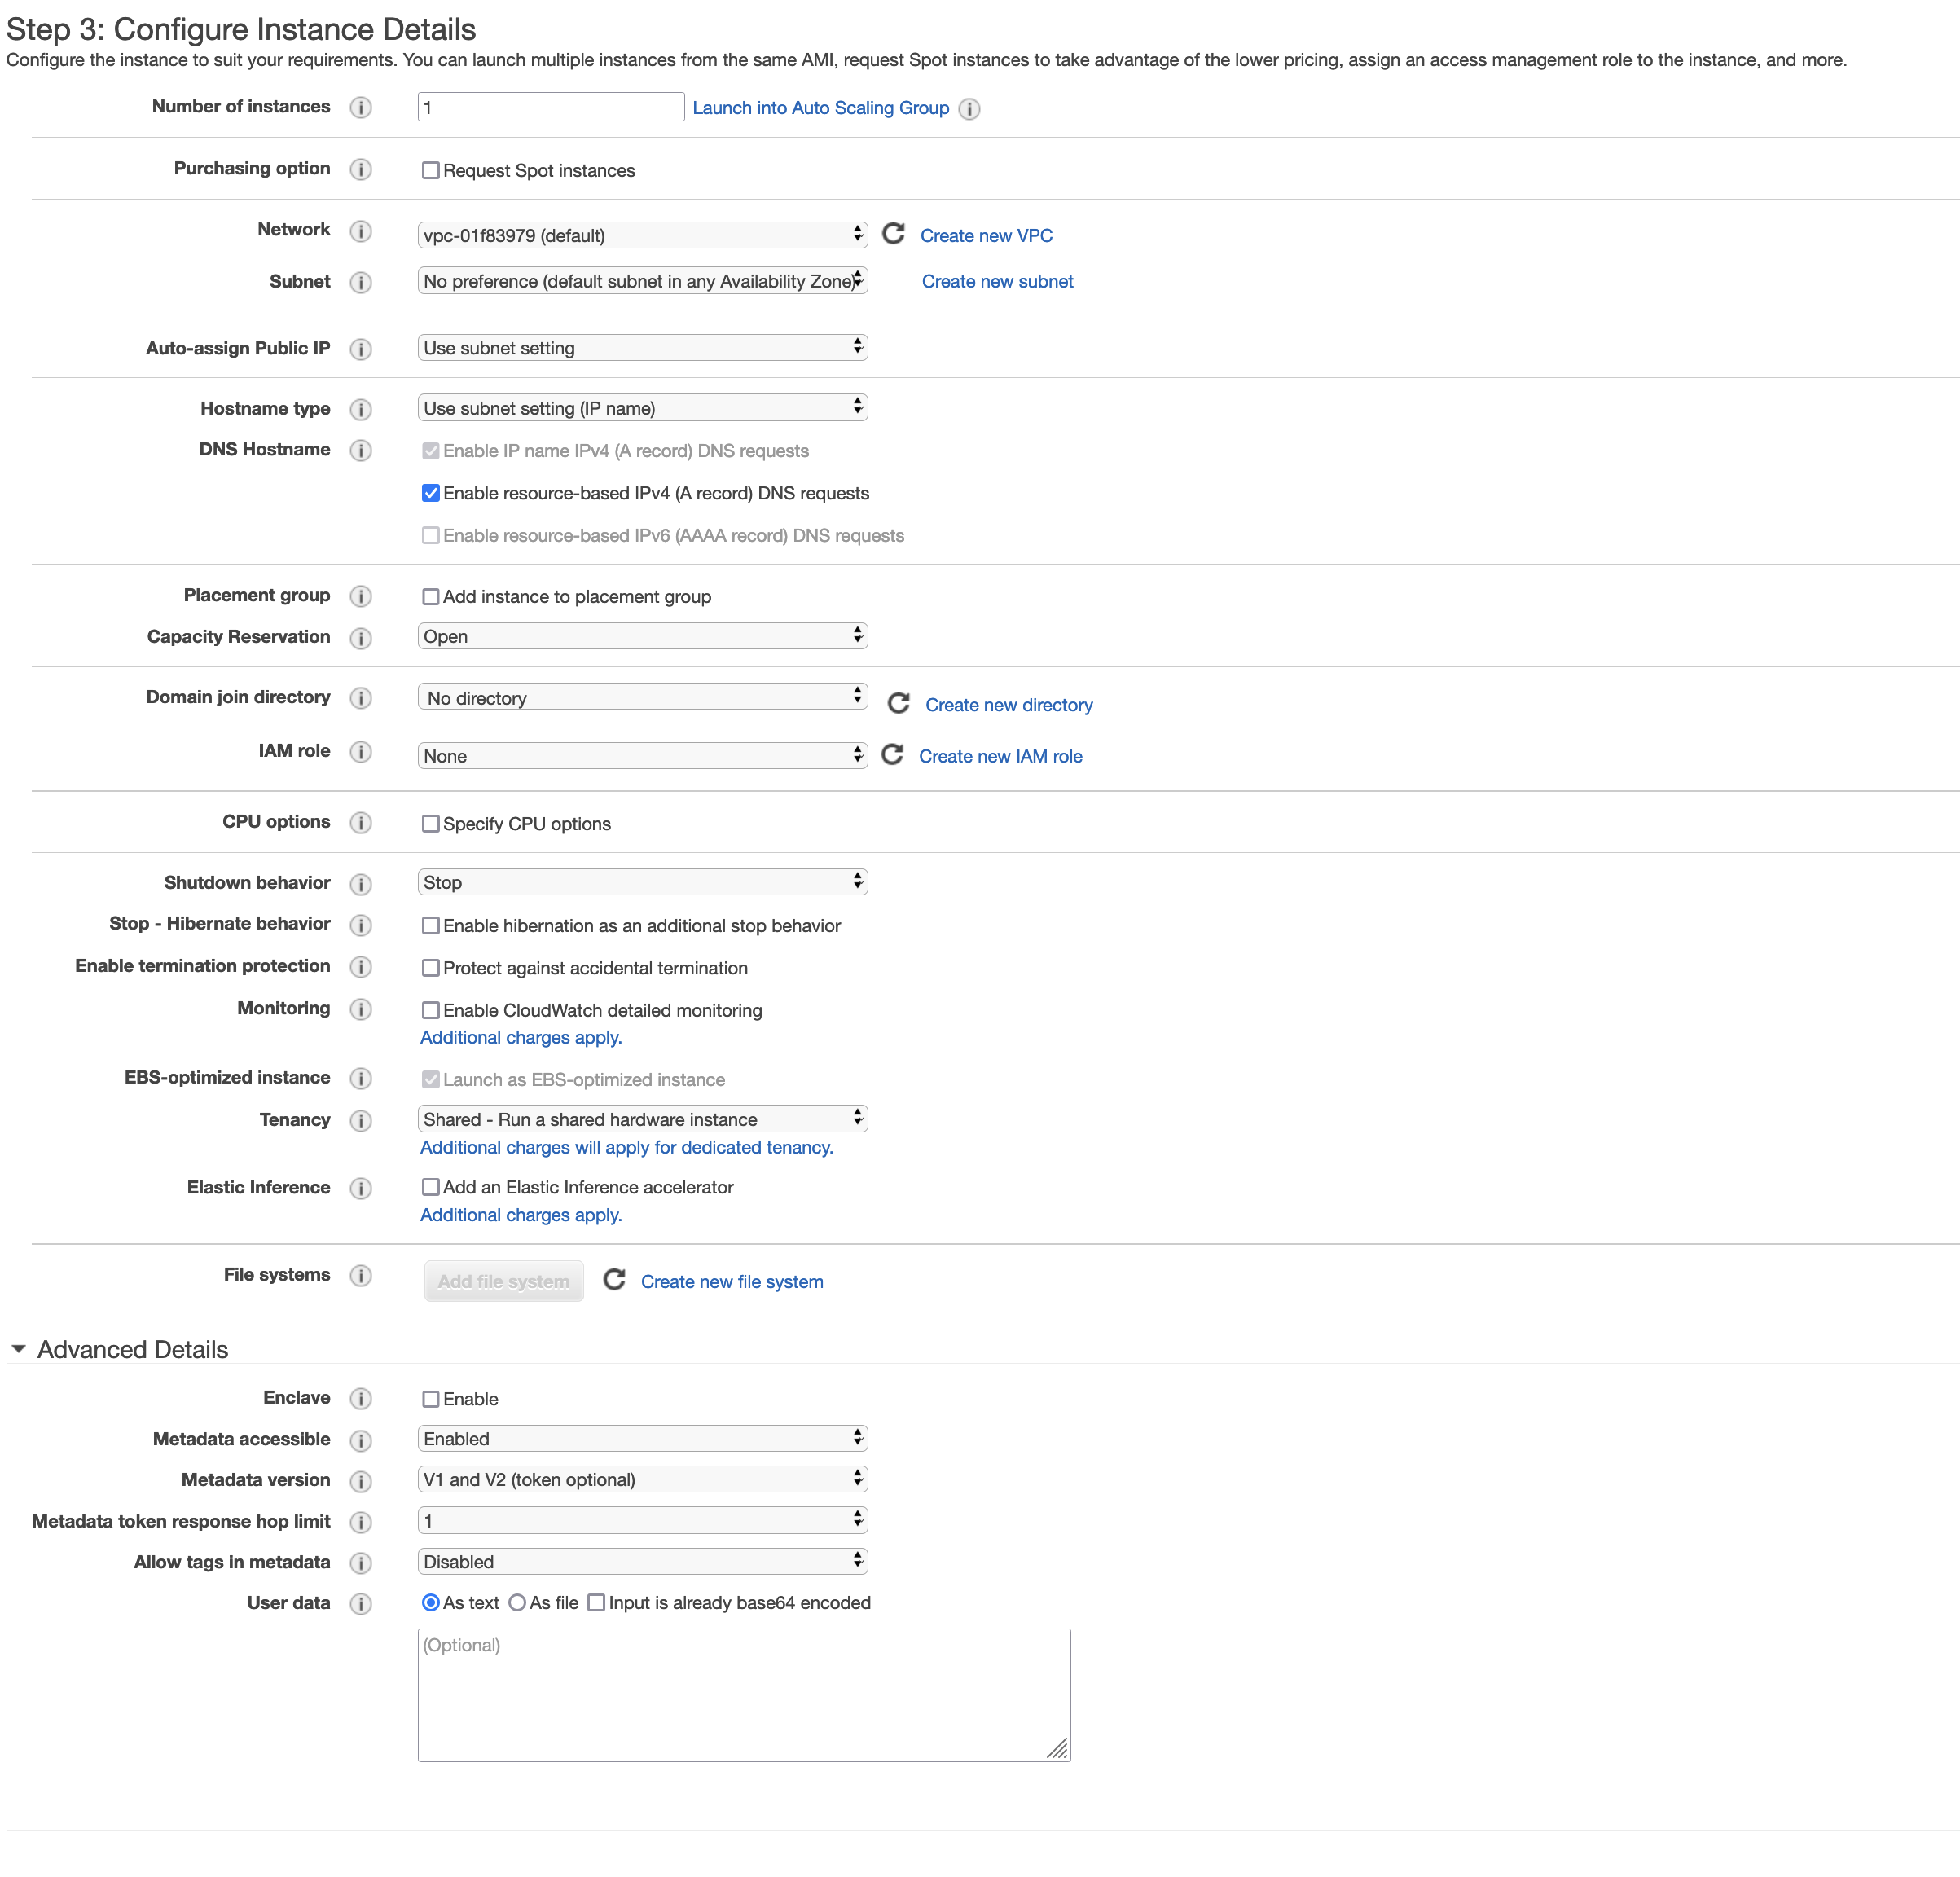 Step 3: Configure Instance Details
Configure the instance to suit your requirements. You can launch multiple instances from the same AMI, request Spot instances to take advantage of the lower pricing, assign an access management role to the instance, and more.
Number of instances 1 Launch into Auto Scaling Group
Purchasing option Request Spot instances
Network vpc-01f83979 (default) Create new VPC
Subnet No preference (default subnet in any Availability Zone) Create new subnet
Auto-assign Public IP Use subnet setting
Hostname type Use subnet setting (IP name)
DNS Hostname Enable IP name IPv4 (A record) DNS requests
Enable resource-based IPv4 (A record) DNS requests
Enable resource-based IPv6 (AAAA record) DNS requests
Placement group Add instance to placement group
Capacity Reservation Open
Domain join directory No directory Create new directory
IAM role None Create new IAM role
CPU options Specify CPU options
Shutdown behavior Stop
Stop - Hibernate behavior Enable hibernation as an additional stop behavior
Enable termination protection Protect against accidental termination
Monitoring Enable CloudWatch detailed monitoring
Additional charges apply.
EBS-optimized instance Launch as EBS-optimized instance
Tenancy Shared - Run a shared hardware instance
Additional charges will apply for dedicated tenancy.
Elastic Inference Add an Elastic Inference accelerator
Additional charges apply.
File systems Add file system Create new file system
Advanced Details
Enclave Enable
Metadata accessible Enabled
Metadata version V1 and V2 (token optional)
Metadata token response hop limit 1
Allow tags in metadata Disabled
User data As text As file Input is already base64 encoded
(Optional)